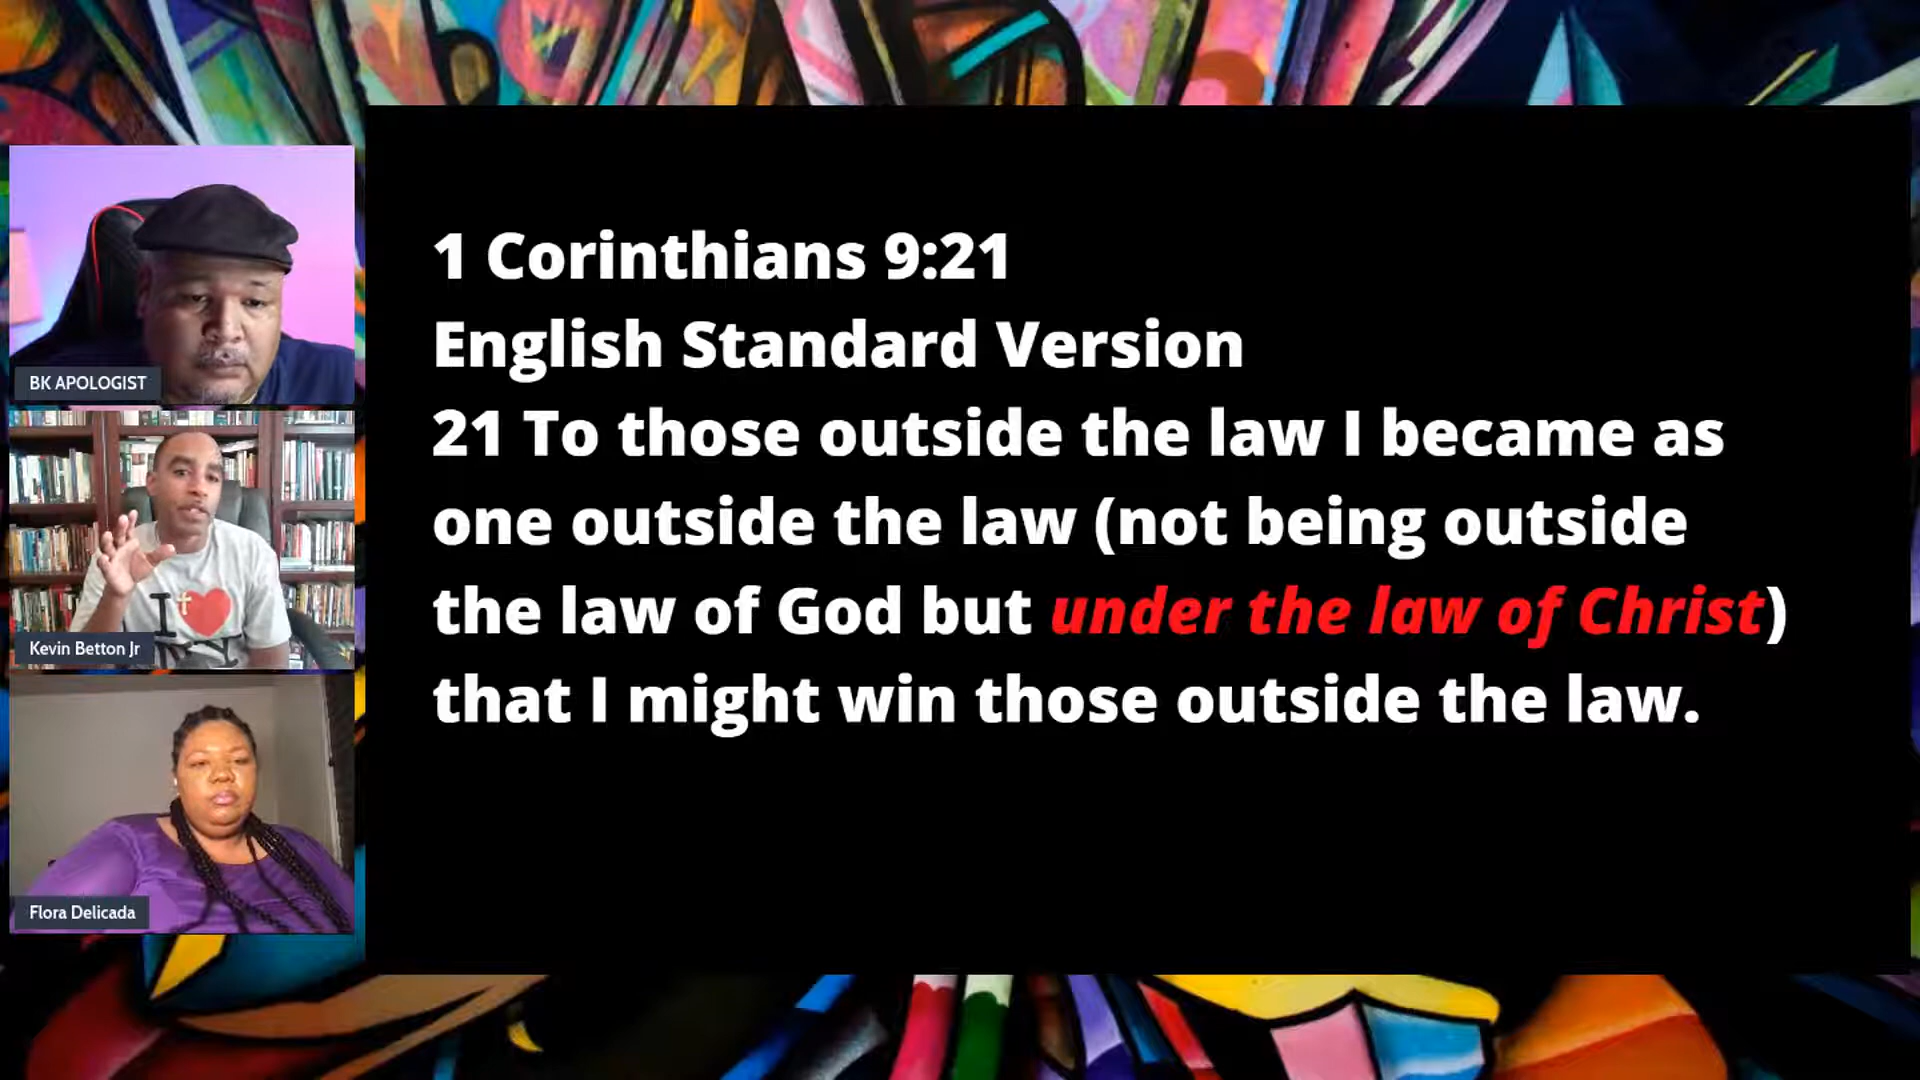 1 Corinthians 9:21
English Standard Version
21 To those outside the law I became as
one outside the law (not being outside
the law of God but under the law of Christ)
that I might win those outside the law.
BK APOLOGIST
I
Kevin Betton Jr
Flora Delicada